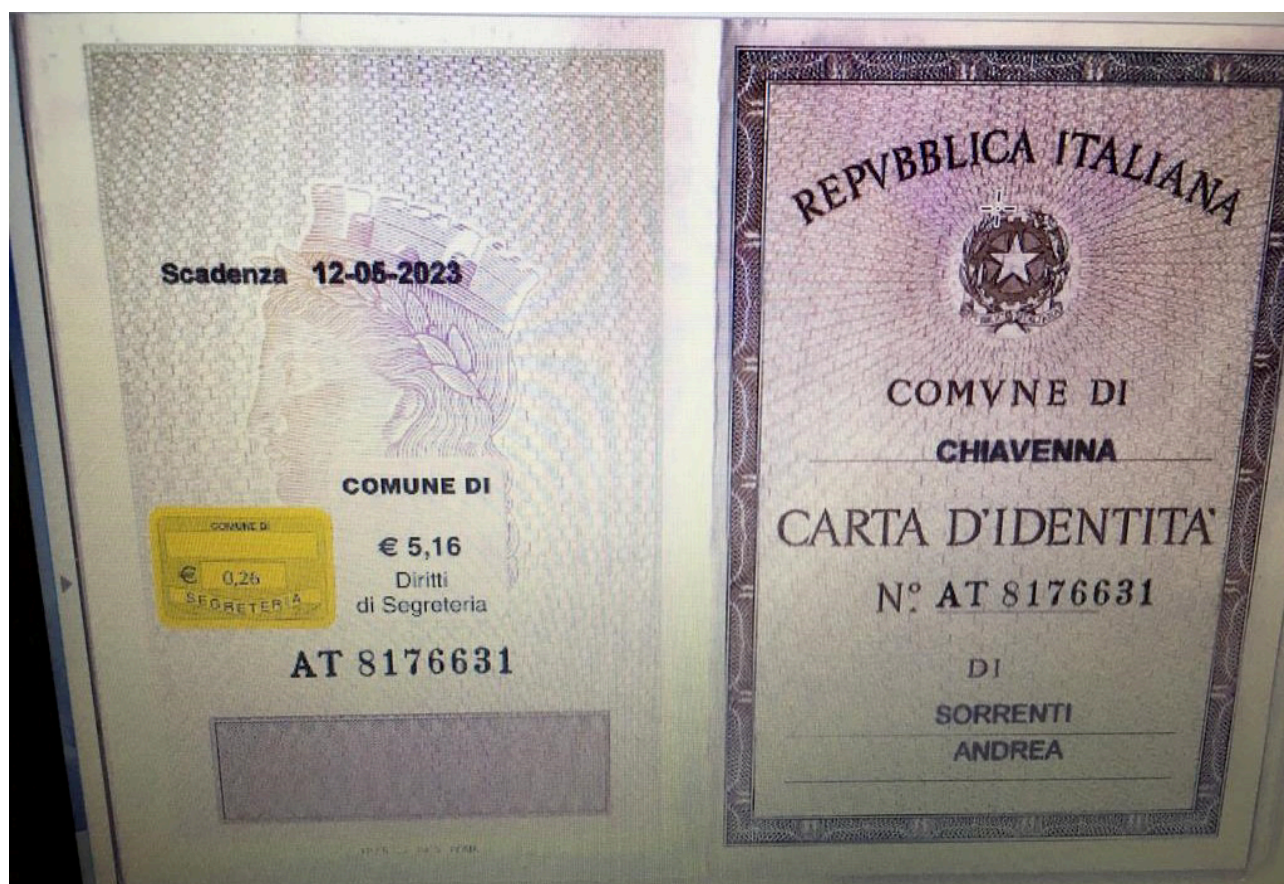 Scadenza 12-05-2023
COMUNE DI
COMUNE DI
€ 0,26
SEGRETERIA
€ 5,16
Diritti
di Segreteria
AT 8176631
REPVBBLICA ITALIANA
COMVNE DI
CHIAVENNA
CARTA D'IDENTITA'
Nº AT 8176631
DI
SORRENTI
ANDREA